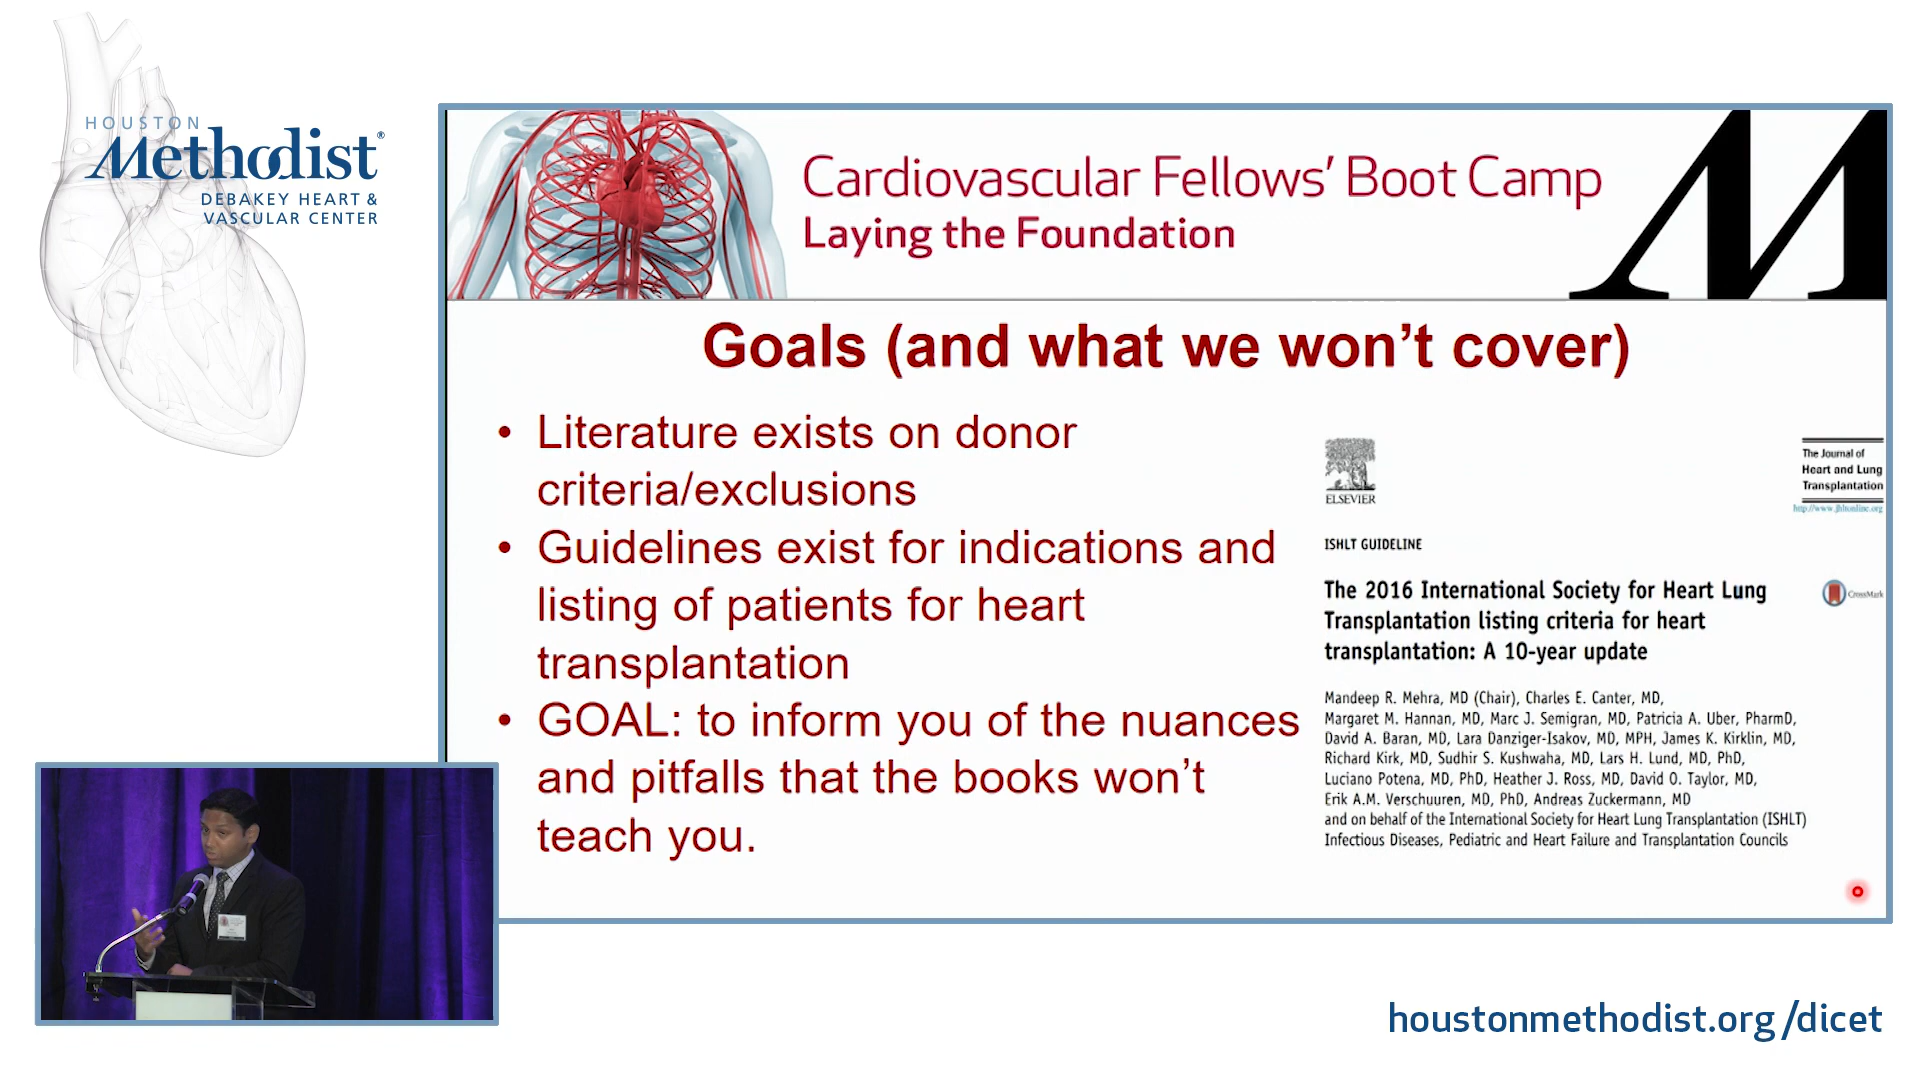 HOUSTON
Methodist®
DEBAKEY HEART &
VASCULAR CENTER
Cardiovascular Fellows’ Boot Camp
Laying the Foundation
Goals (and what we won’t cover)
• Literature exists on donor
criteria/exclusions
• Guidelines exist for indications and
listing of patients for heart
transplantation
• GOAL: to inform you of the nuances
and pitfalls that the books won’t
teach you.
ELSEVIER
The Journal of
Heart and Lung
Transplantation
http://www.jhltonline.org
ISHLT GUIDELINE
The 2016 International Society for Heart Lung
Transplantation listing criteria for heart
transplantation: A 10-year update
CrossMark
Mandeep R. Mehra, MD (Chair), Charles E. Canter, MD,
Margaret M. Hannan, MD, Marc J. Semigran, MD, Patricia A. Uber, PharmD,
David A. Baran, MD, Lara Danziger-Isakov, MD, MPH, James K. Kirklin, MD,
Richard Kirk, MD, Sudhir S. Kushwaha, MD, Lars H. Lund, MD, PhD,
Luciano Potena, MD, PhD, Heather J. Ross, MD, David O. Taylor, MD,
Erik A.M. Verschuuren, MD, PhD, Andreas Zuckermann, MD
and on behalf of the International Society for Heart Lung Transplantation (ISHLT)
Infectious Diseases, Pediatric and Heart Failure and Transplantation Councils
houstonmethodist.org/dicet